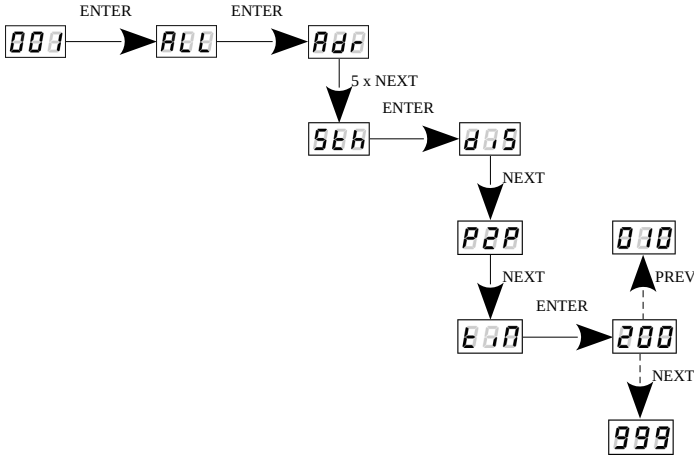 ENTER
ENTER
001
ALL
Adr
5 x NEXT
ENTER
Sth
diS
NEXT
P2P
010
NEXT
PREV
ENTER
tin
200
NEXT
999